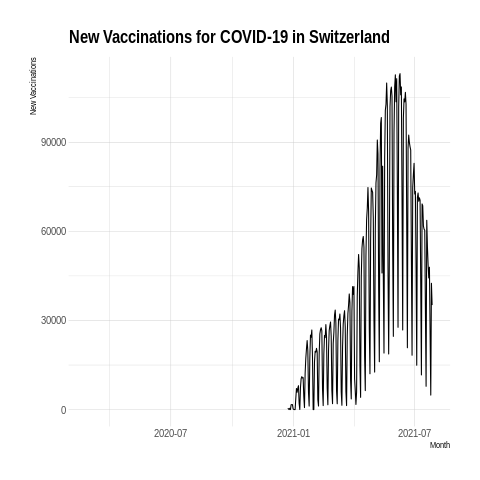 New Vaccinations for COVID-19 in Switzerland
New Vaccinations
90000
60000
30000
0
2020-07
2021-01
2021-07
Month